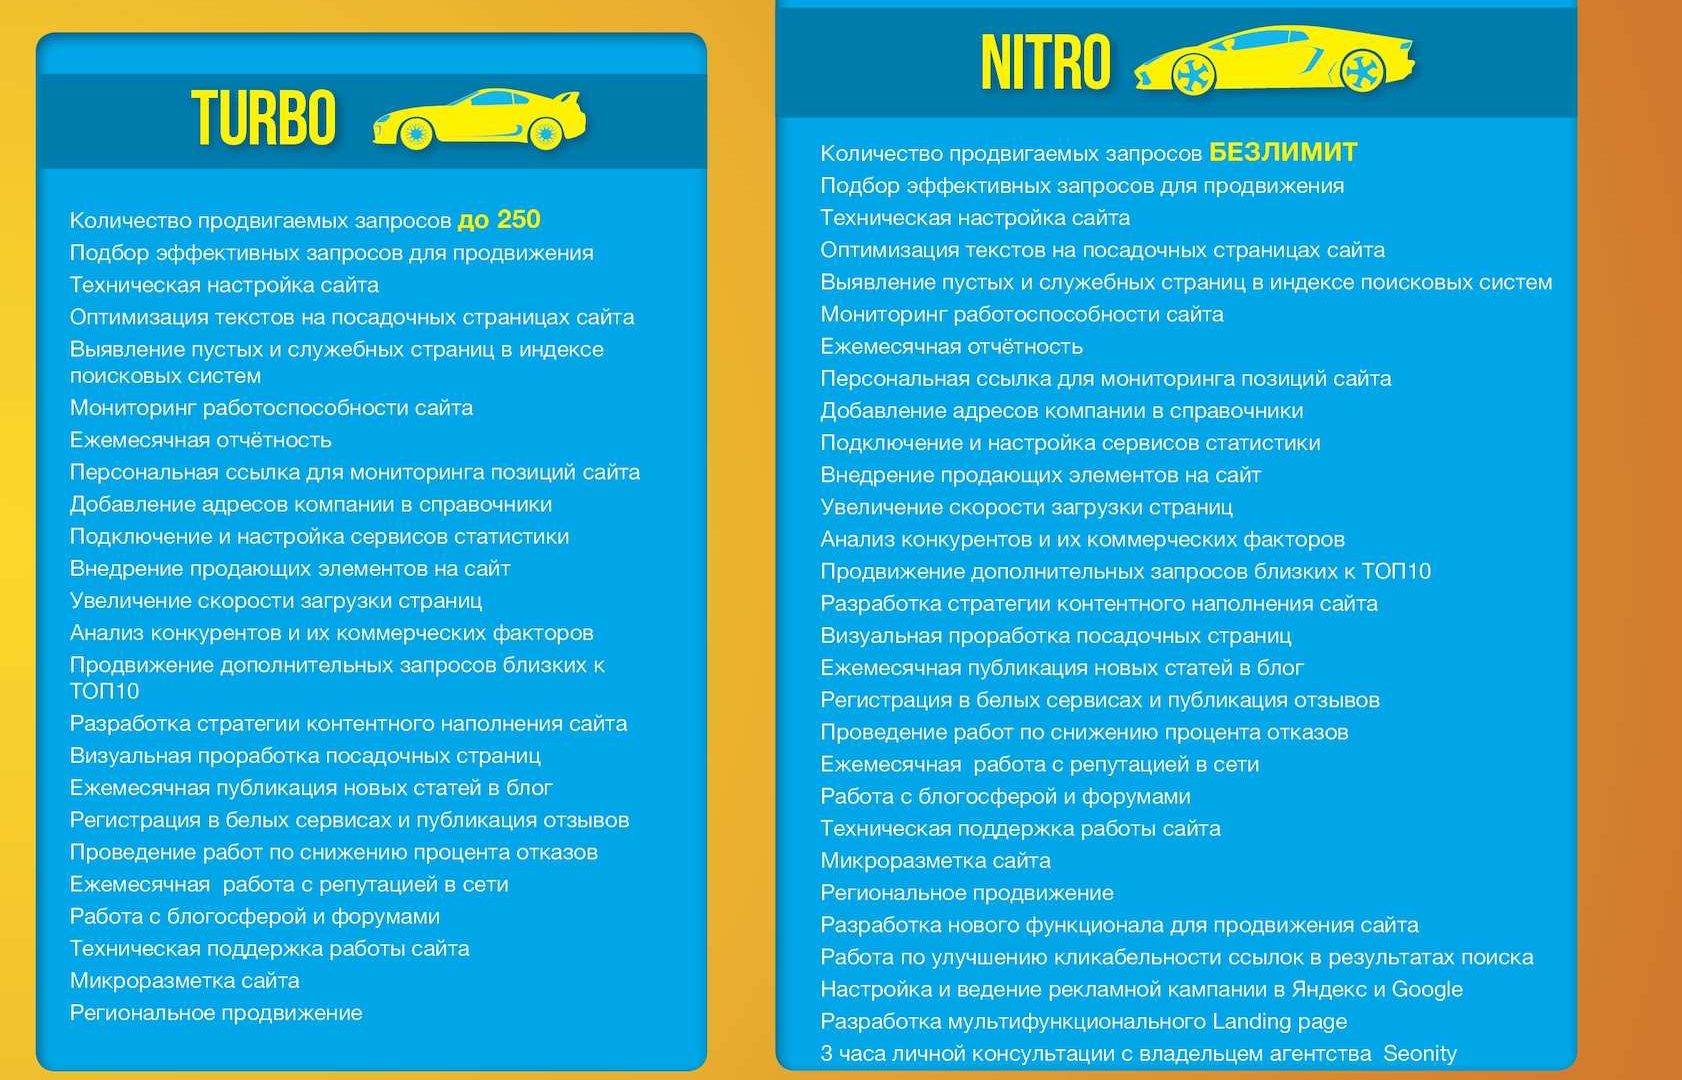 TURBO
Количество продвигаемых запросов до 250
Подбор эффективных запросов для продвижения
Техническая настройка сайта
Оптимизация текстов на посадочных страницах сайта
Выявление пустых и служебных страниц в индексе
поисковых систем
Мониторинг работоспособности сайта
Ежемесячная отчётность
Персональная ссылка для мониторинга позиций сайта
Добавление адресов компании в справочники
Подключение и настройка сервисов статистики
Внедрение продающих элементов на сайт
Увеличение скорости загрузки страниц
Анализ конкурентов и их коммерческих факторов
Продвижение дополнительных запросов близких к
ТОП10
Разработка стратегии контентного наполнения сайта
Визуальная проработка посадочных страниц
Ежемесячная публикация новых статей в блог
Регистрация в белых сервисах и публикация отзывов
Проведение работ по снижению процента отказов
Ежемесячная  работа с репутацией в сети
Работа с блогосферой и форумами
Техническая поддержка работы сайта
Микроразметка сайта
Региональное продвижение
NITRO
Количество продвигаемых запросов БЕЗЛИМИТ
Подбор эффективных запросов для продвижения
Техническая настройка сайта
Оптимизация текстов на посадочных страницах сайта
Выявление пустых и служебных страниц в индексе поисковых систем
Мониторинг работоспособности сайта
Ежемесячная отчётность
Персональная ссылка для мониторинга позиций сайта
Добавление адресов компании в справочники
Подключение и настройка сервисов статистики
Внедрение продающих элементов на сайт
Увеличение скорости загрузки страниц
Анализ конкурентов и их коммерческих факторов
Продвижение дополнительных запросов близких к ТОП10
Разработка стратегии контентного наполнения сайта
Визуальная проработка посадочных страниц
Ежемесячная публикация новых статей в блог
Регистрация в белых сервисах и публикация отзывов
Проведение работ по снижению процента отказов
Ежемесячная  работа с репутацией в сети
Работа с блогосферой и форумами
Техническая поддержка работы сайта
Микроразметка сайта
Региональное продвижение
Разработка нового функционала для продвижения сайта
Работа по улучшению кликабельности ссылок в результатах поиска
Настройка и ведение рекламной кампании в Яндекс и Google
Разработка мультифункционального Landing page
3 часа личной консультации с владельцем агентства  Seonity